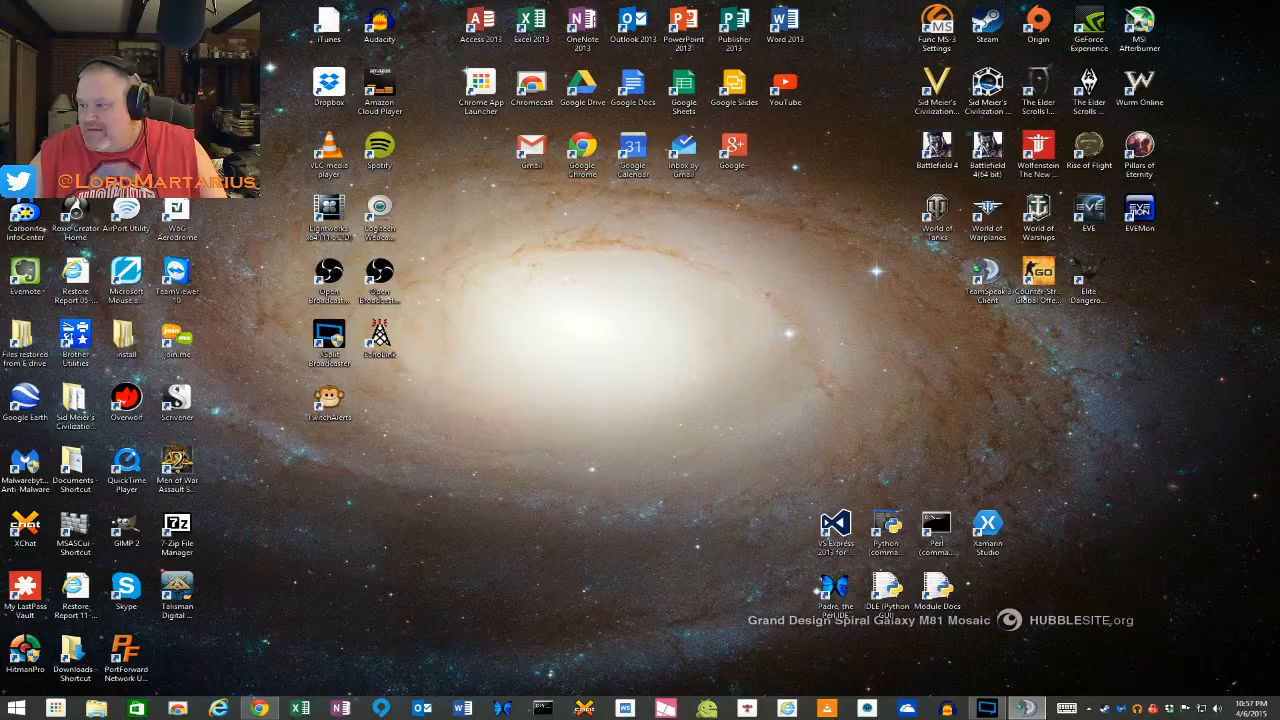 iTunes
Audacity
Access 2013
Excel 2013
OneNote 2013
Outlook 2013
PowerPoint 2013
Publisher 2013
Word 2013
Func MS-3 Settings
Steam
Origin
GeForce Experience
MSI Afterburner
Dropbox
Amazon Cloud Player
Chrome App Launcher
Chromecast
Google Drive
Google Docs
Google Sheets
Google Slides
YouTube
Sid Meier's Civilization...
Sid Meier's Civilization...
The Elder Scrolls I...
The Elder Scrolls ...
Wurm Online
VLC media player
Spotify
Gmail
Google Chrome
Google Calendar
Inbox by Gmail
Google+
Battlefield 4
Battlefield 4 (64 bit)
Wolfenstein The New ...
Rise of Flight
Pillars of Eternity
@LordMartarius
Carbonite InfoCenter
Roxio Creator Home
AirPort Utility
WoG Aerodrome
Logitech Webca...
World of Tanks
World of Warplanes
World of Warships
EVE
EVEMon
Evernote
Restore Report 05-...
Microsoft Mouse a...
TeamViewer 10
Open Broadcast...
Open Broadcast...
TeamSpeak 3 Client
Counter-Str... Global Offe...
Elite Dangero...
Files restored from E drive
Brother Utilities
install
join.me
XSplit Broadcaster
EchoLink
Google Earth
Sid Meier's Civilizatio...
Overwolf
Scrivener
TwitchAlerts
Malwareby... Anti-Malware
Documents - Shortcut
QuickTime Player
Men of War Assault S...
XChat
MSASCui - Shortcut
GIMP 2
7-Zip File Manager
VS Express 2013 for ...
Python (comma...
Perl (comma...
Xamarin Studio
My LastPass Vault
Restore Report 11-...
Skype
Talisman Digital ...
Padre, the Perl IDE
IDLE (Python GUI)
Module Docs
Grand Design Spiral Galaxy M81 Mosaic
HUBBLESITE.org
HitmanPro
Downloads - Shortcut
PortForward Network U...
10:57 PM
4/6/2015